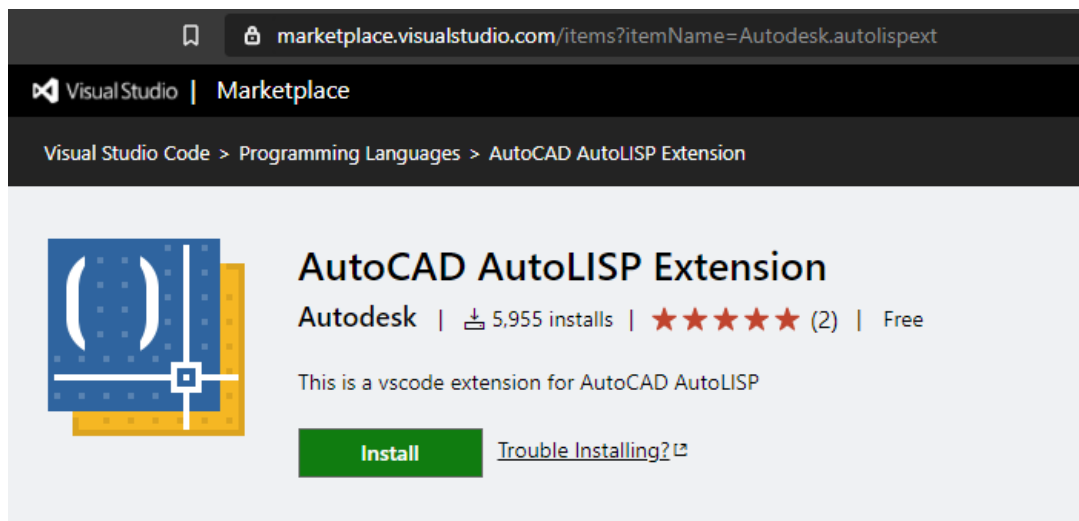 marketplace.visualstudio.com/items?itemName=Autodesk.autolispext
Visual Studio | Marketplace
Visual Studio Code > Programming Languages > AutoCAD AutoLISP Extension
AutoCAD AutoLISP Extension
Autodesk | 5,955 installs | ★★★★★ (2) | Free
This is a vscode extension for AutoCAD AutoLISP
Install Trouble Installing?